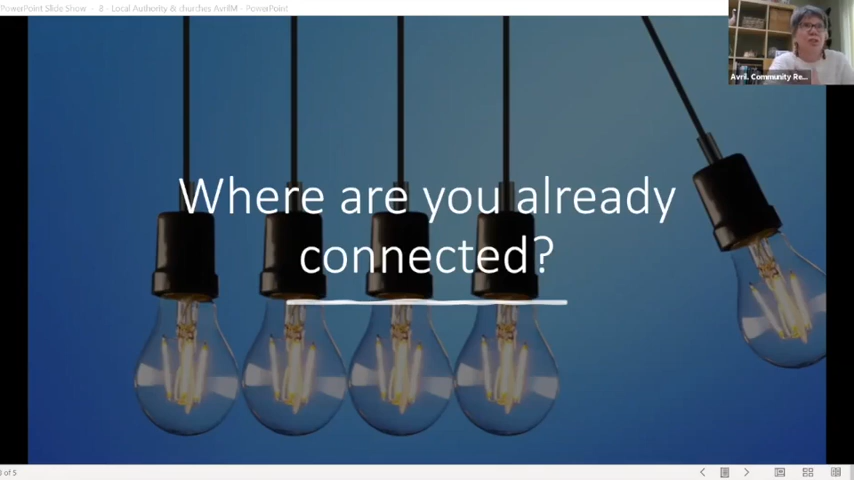 PowerPoint Slide Show - 8 - Local Authority & churches AvrilM - PowerPoint
Avril. Community Re...
Where are you already
connected?
of 5